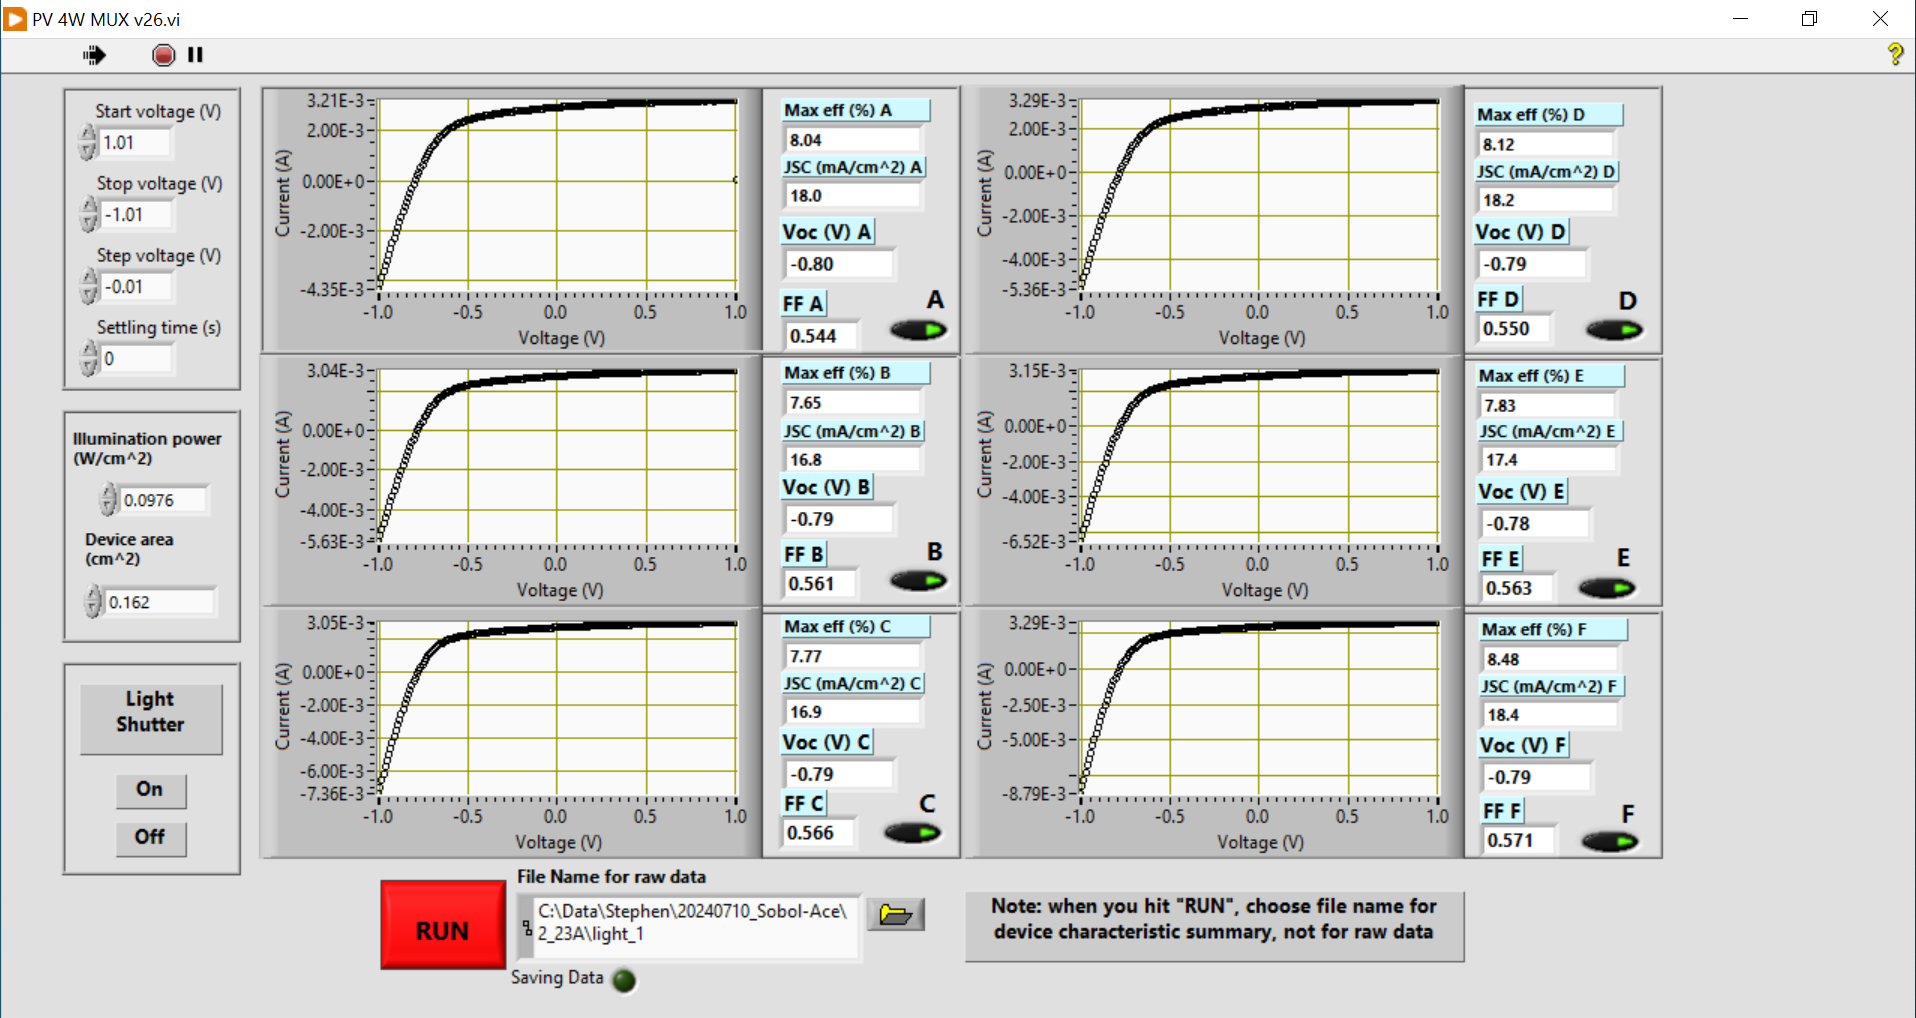 PV 4W MUX v26.vi
Start voltage (V)
1.01
Stop voltage (V)
-1.01
Step voltage (V)
-0.01
Settling time (s)
0
Illumination power
(W/cm^2)
0.0976
Device area
(cm^2)
0.162
Light
Shutter
On
Off
Current (A)
3.21E-3
2.00E-3
0.00E+0
-2.00E-3
-4.35E-3
-1.0 -0.5 0.0 0.5 1.0
Voltage (V)
Max eff (%) A
8.04
JSC (mA/cm^2) A
18.0
Voc (V) A
-0.80
FF A
0.544
A
Current (A)
3.29E-3
2.00E-3
0.00E+0
-2.00E-3
-4.00E-3
-5.36E-3
-1.0 -0.5 0.0 0.5 1.0
Voltage (V)
Max eff (%) D
8.12
JSC (mA/cm^2) D
18.2
Voc (V) D
-0.79
FF D
0.550
D
Current (A)
3.04E-3
0.00E+0
-2.00E-3
-4.00E-3
-5.63E-3
-1.0 -0.5 0.0 0.5 1.0
Voltage (V)
Max eff (%) B
7.65
JSC (mA/cm^2) B
16.8
Voc (V) B
-0.79
FF B
0.561
B
Current (A)
3.15E-3
0.00E+0
-2.00E-3
-4.00E-3
-6.52E-3
-1.0 -0.5 0.0 0.5 1.0
Voltage (V)
Max eff (%) E
7.83
JSC (mA/cm^2) E
17.4
Voc (V) E
-0.78
FF E
0.563
E
Current (A)
3.05E-3
0.00E+0
-2.00E-3
-4.00E-3
-6.00E-3
-7.36E-3
-1.0 -0.5 0.0 0.5 1.0
Voltage (V)
Max eff (%) C
7.77
JSC (mA/cm^2) C
16.9
Voc (V) C
-0.79
FF C
0.566
C
Current (A)
3.29E-3
0.00E+0
-2.50E-3
-5.00E-3
-8.79E-3
-1.0 -0.5 0.0 0.5 1.0
Voltage (V)
Max eff (%) F
8.48
JSC (mA/cm^2) F
18.4
Voc (V) F
-0.79
FF F
0.571
F
RUN
File Name for raw data
C:\Data\Stephen\20240710_Sobol-Ace\
2_23A\light_1
Saving Data
Note: when you hit "RUN", choose file name for
device characteristic summary, not for raw data